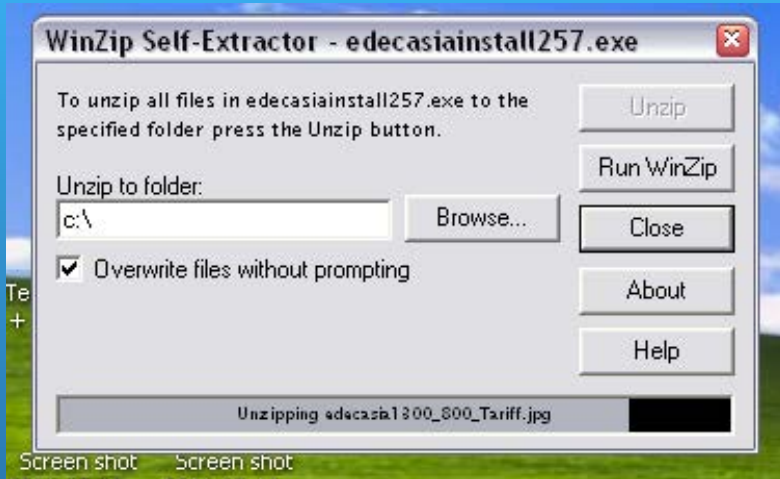 WinZip Self-Extractor - edecasiainstall257.exe
To unzip all files in edecasiainstall257.exe to the
specified folder press the Unzip button.
Unzip to folder:
c:\
Browse...
Overwrite files without prompting
Unzip
Run WinZip
Close
About
Help
Te
+
Unzipping edecasia1300_800_Tariff.jpg
Screen shot
Screen shot